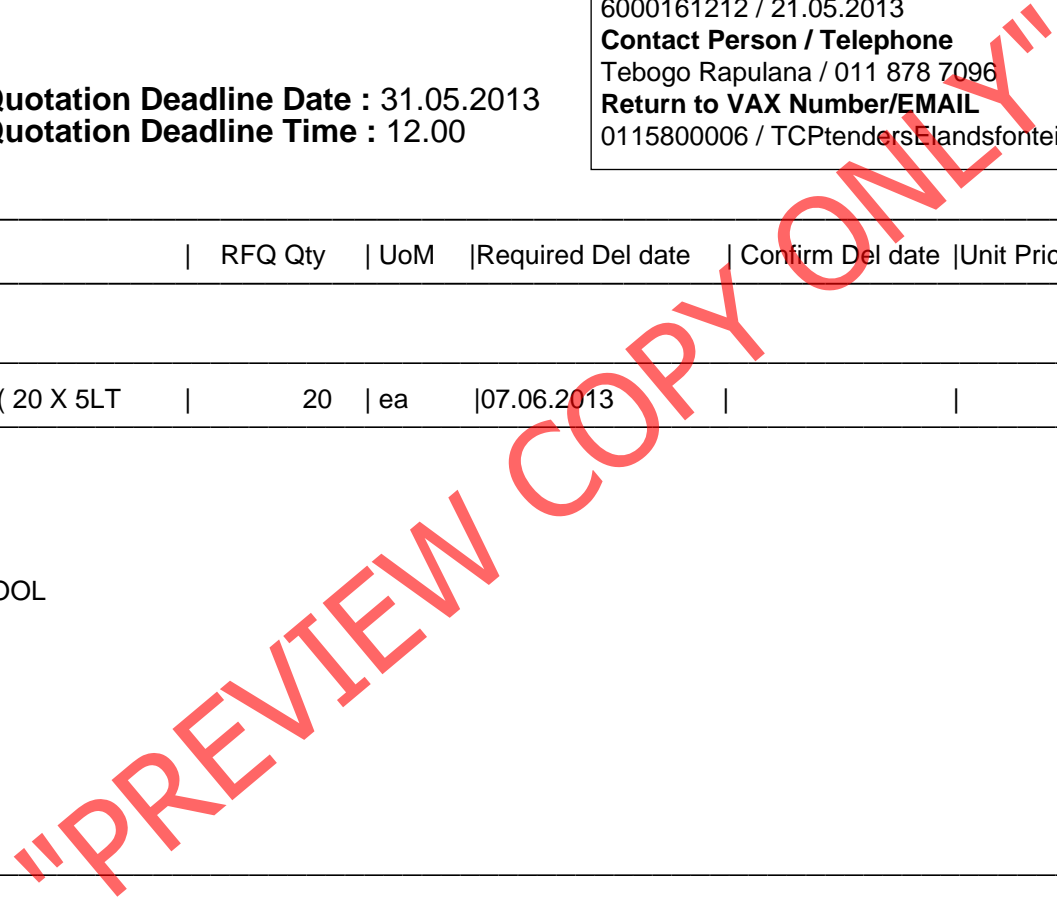 6000161212 / 21.05.2013
Contact Person / Telephone
Tebogo Rapulana / 011 878 7096
Quotation Deadline Date : 31.05.2013
Return to VAX Number/EMAIL
Quotation Deadline Time : 12.00
0115800006 / TCPtendersElandsfontei
| RFQ Qty | UoM |Required Del date | Confirm Del date |Unit Pric
( 20 X 5LT | 20 | ea |07.06.2013 | |
OOL
"PREVIEW COPY ONLY"